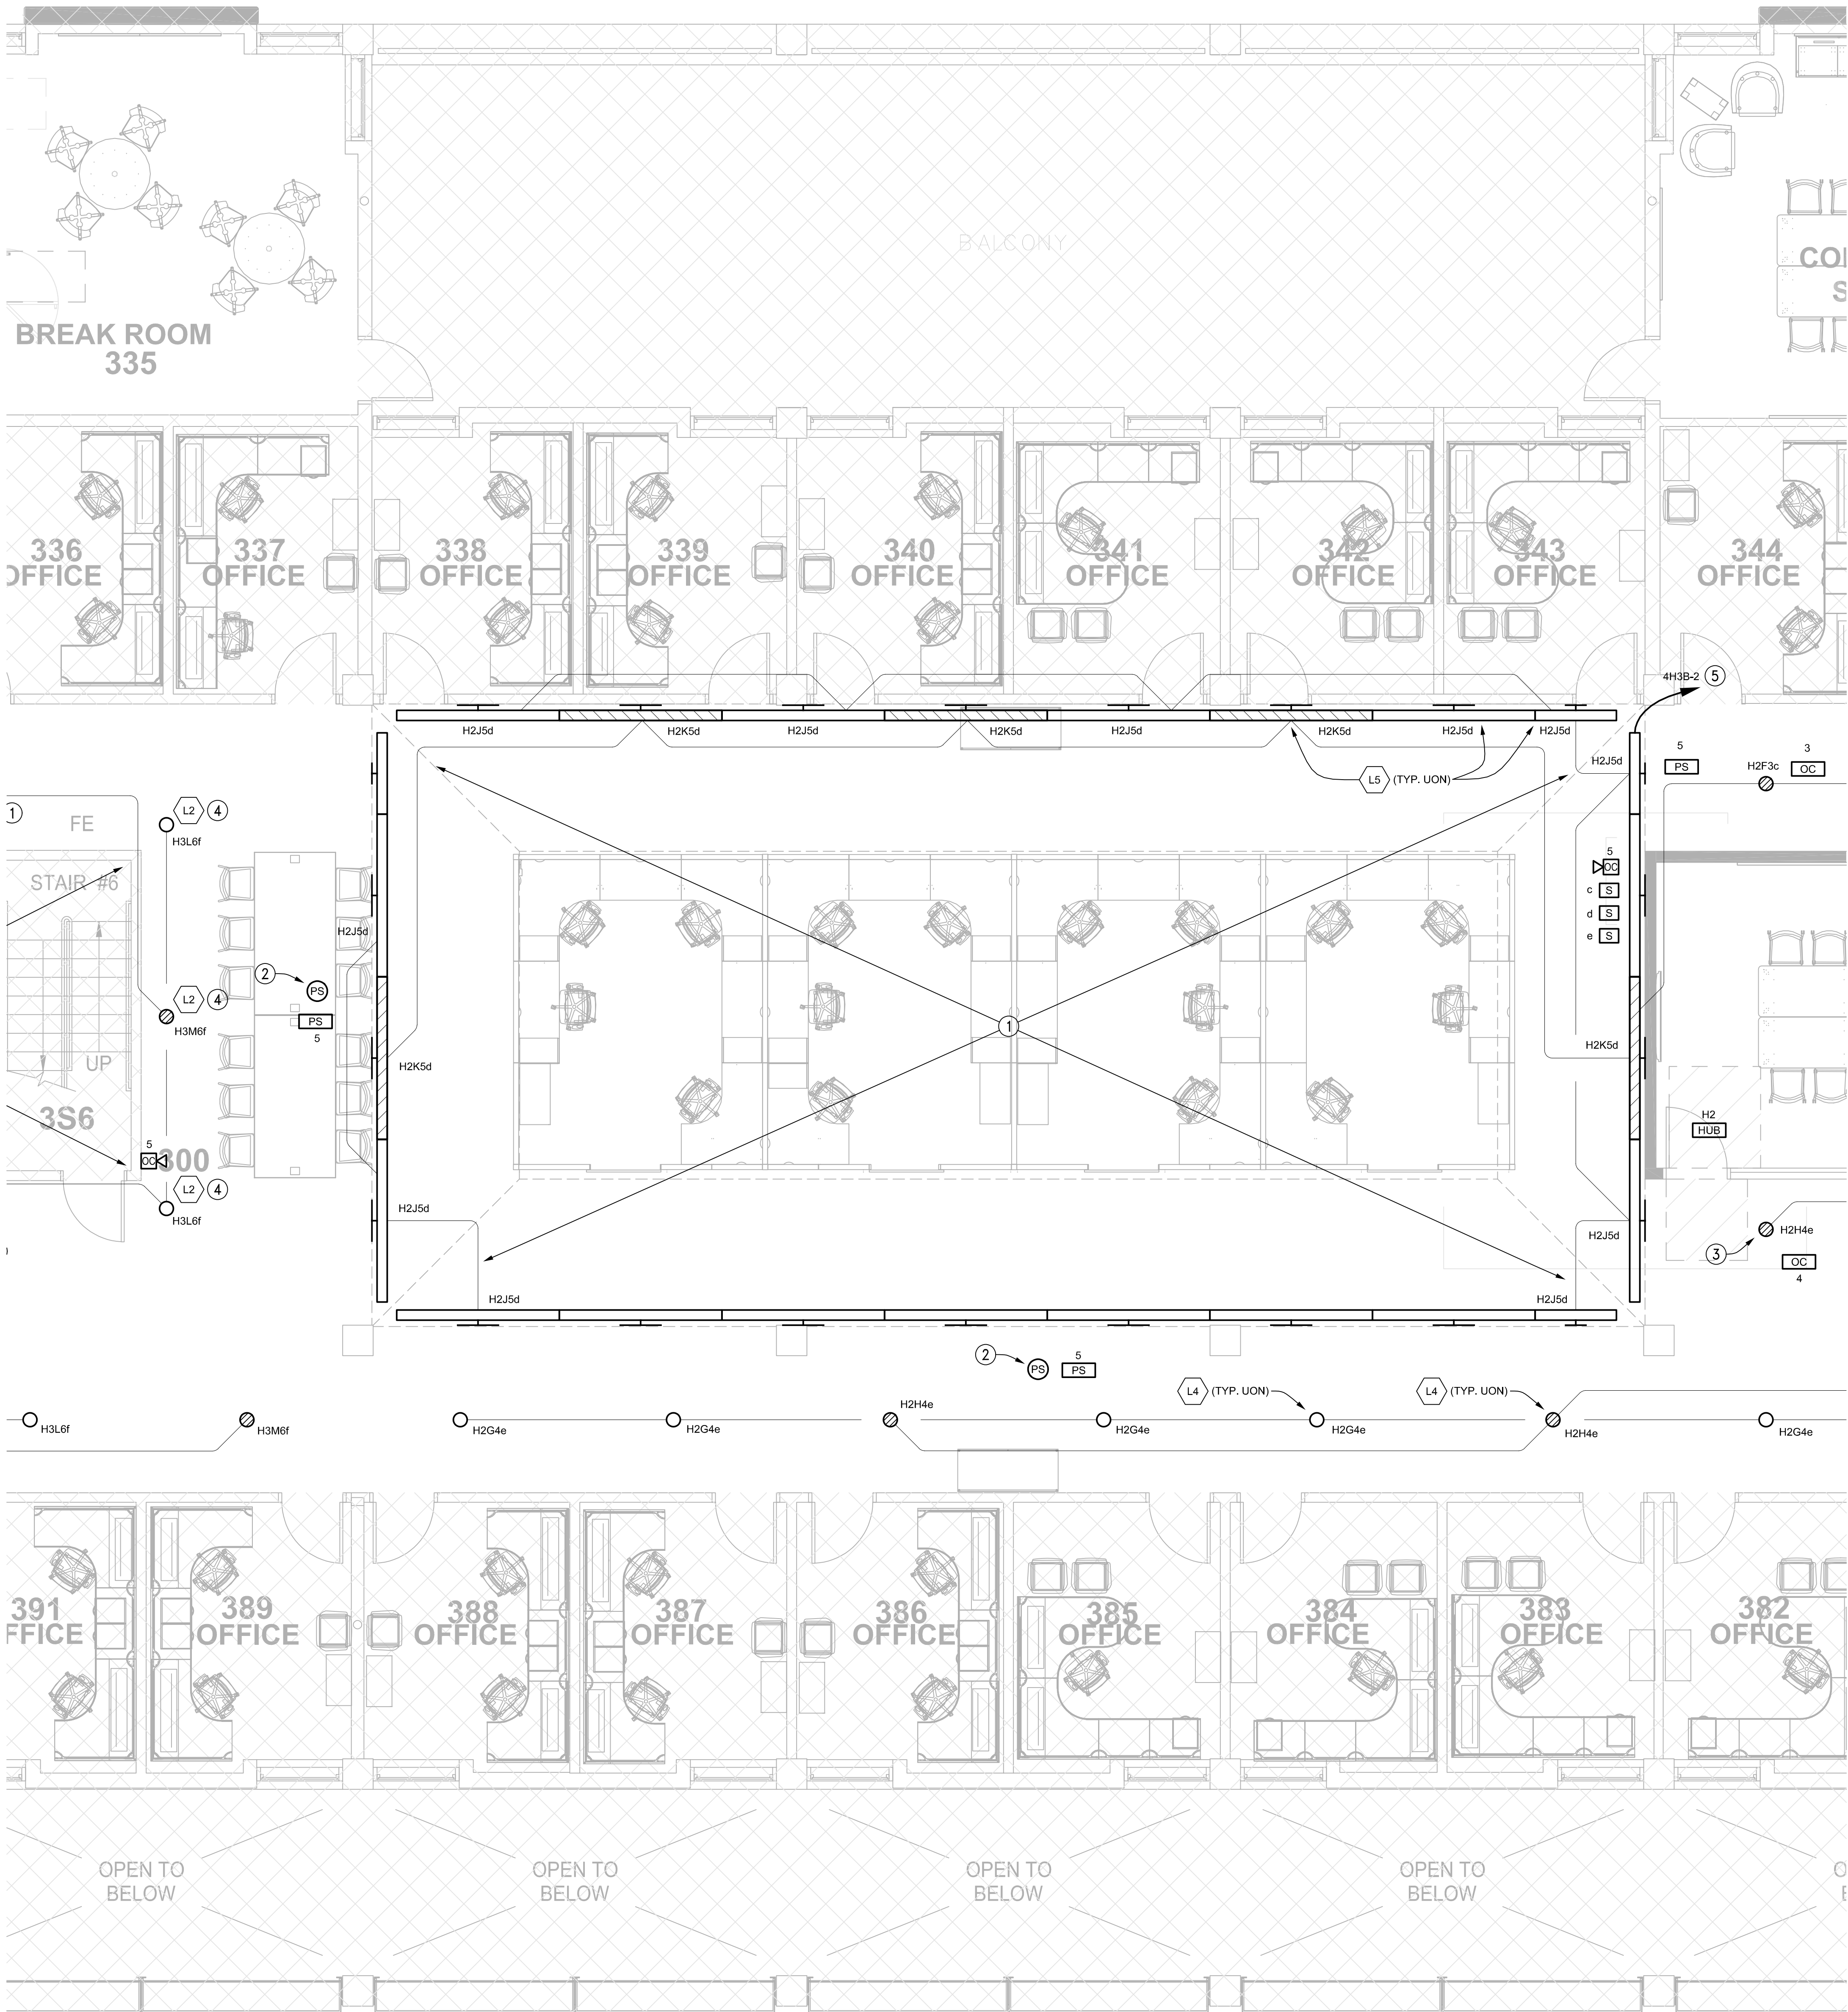 BALCONY
BREAK ROOM
335
336
337
OFFICE
338
OFFICE
339
OFFICE
340
OFFICE
341
OFFICE
342
OFFICE
343
OFFICE
344
OFFICE
4H3B-2
5
H2J5d
H2K5d
H2J5d
H2K5d
H2J5d
H2K5d
H2J5d
H2J5d
L5
(TYP. UON)
H2J5d
5
PS
H2F3c
3
OC
1
FE
L2
4
H3L6f
STAIR #6
UP
3S6
300
5
OC
L2
4
H3M6f
L2
4
H3L6f
2
PS
PS
5
H2J5d
H2K5d
H2J5d
H2J5d
1
5
OC
c
S
d
S
e
S
H2K5d
H2J5d
H2J5d
H2
HUB
H2H4e
3
OC
4
2
PS
5
PS
L4
(TYP. UON)
L4
(TYP. UON)
H3L6f
H3M6f
H2G4e
H2G4e
H2H4e
H2G4e
H2G4e
H2H4e
H2G4e
391
389
OFFICE
388
OFFICE
387
OFFICE
386
OFFICE
385
OFFICE
384
OFFICE
383
OFFICE
382
OFFICE
OPEN TO
BELOW
OPEN TO
BELOW
OPEN TO
BELOW
OPEN TO
BELOW